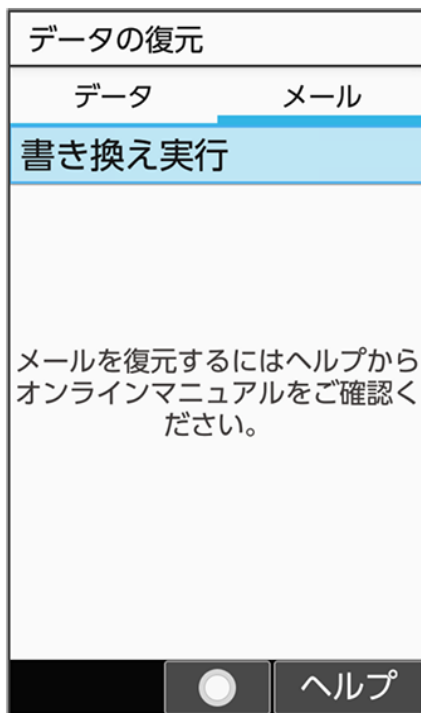 データの復元
データ
メール
書き換え実行
メールを復元するにはヘルプから
オンラインマニュアルをご確認く
ださい。
ヘルプ